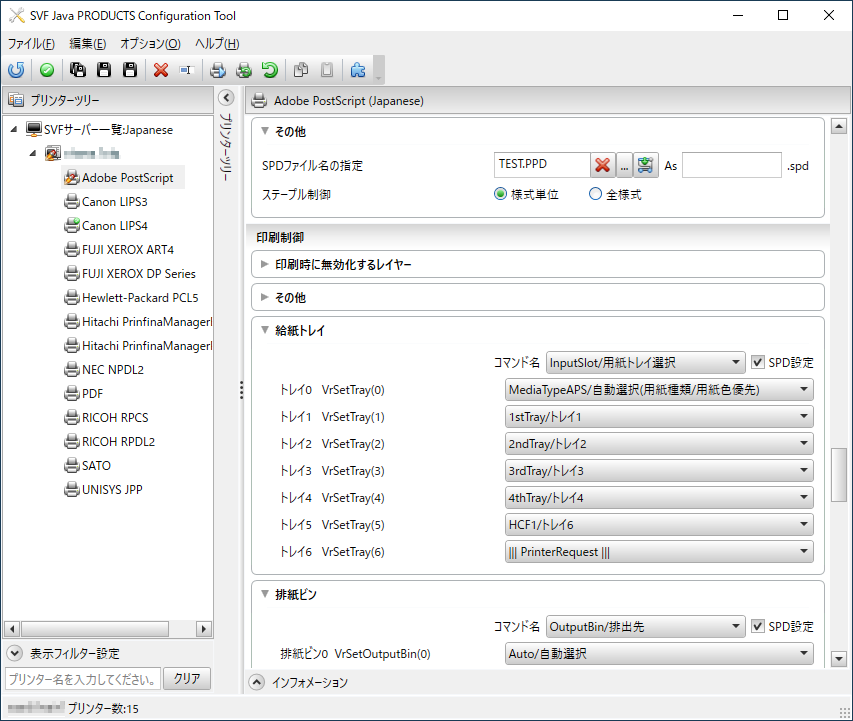 SVF Java PRODUCTS Configuration Tool
ファイル(F) 編集(E) オプション(O) ヘルプ(H)
プリンターツリー
SVFサーバー一覧:Japanese
Adobe PostScript
Canon LIPS3
Canon LIPS4
FUJI XEROX ART4
FUJI XEROX DP Series
Hewlett-Packard PCL5
Hitachi PrinfinaManagerI
Hitachi PrinfinaManagerI
NEC NPDL2
PDF
RICOH RPCS
RICOH RPDL2
SATO
UNISYS JPP
表示フィルター設定
プリンター名を入力してください。 クリア
プリンターツリー
Adobe PostScript (Japanese)
その他
SPDファイル名の指定 TEST.PPD ... As .spd
ステープル制御 様式単位 全様式
印刷制御
印刷時に無効化するレイヤー
その他
給紙トレイ
コマンド名 InputSlot/用紙トレイ選択 SPD設定
トレイ0 VrSetTray(0) MediaTypeAPS/自動選択(用紙種類/用紙色優先)
トレイ1 VrSetTray(1) 1stTray/トレイ1
トレイ2 VrSetTray(2) 2ndTray/トレイ2
トレイ3 VrSetTray(3) 3rdTray/トレイ3
トレイ4 VrSetTray(4) 4thTray/トレイ4
トレイ5 VrSetTray(5) HCF1/トレイ6
トレイ6 VrSetTray(6) ||| PrinterRequest |||
排紙ビン
コマンド名 OutputBin/排出先 SPD設定
排紙ビン0 VrSetOutputBin(0) Auto/自動選択
インフォメーション
プリンター数:15